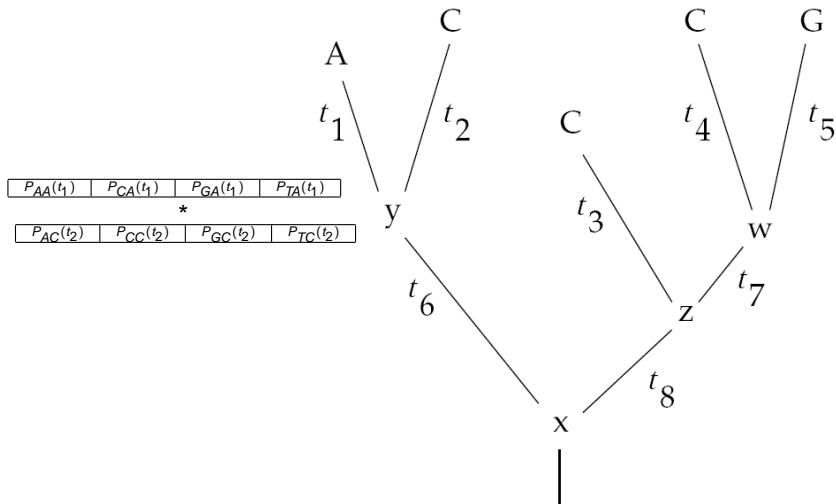 C C G
A
t1 t2 C t4 t5
PAA(t1) PCA(t1) PGA(t1) PTA(t1)
*
PAC(t2) PCC(t2) PGC(t2) PTC(t2)
y t3 w
t6 t7
z
t8
x